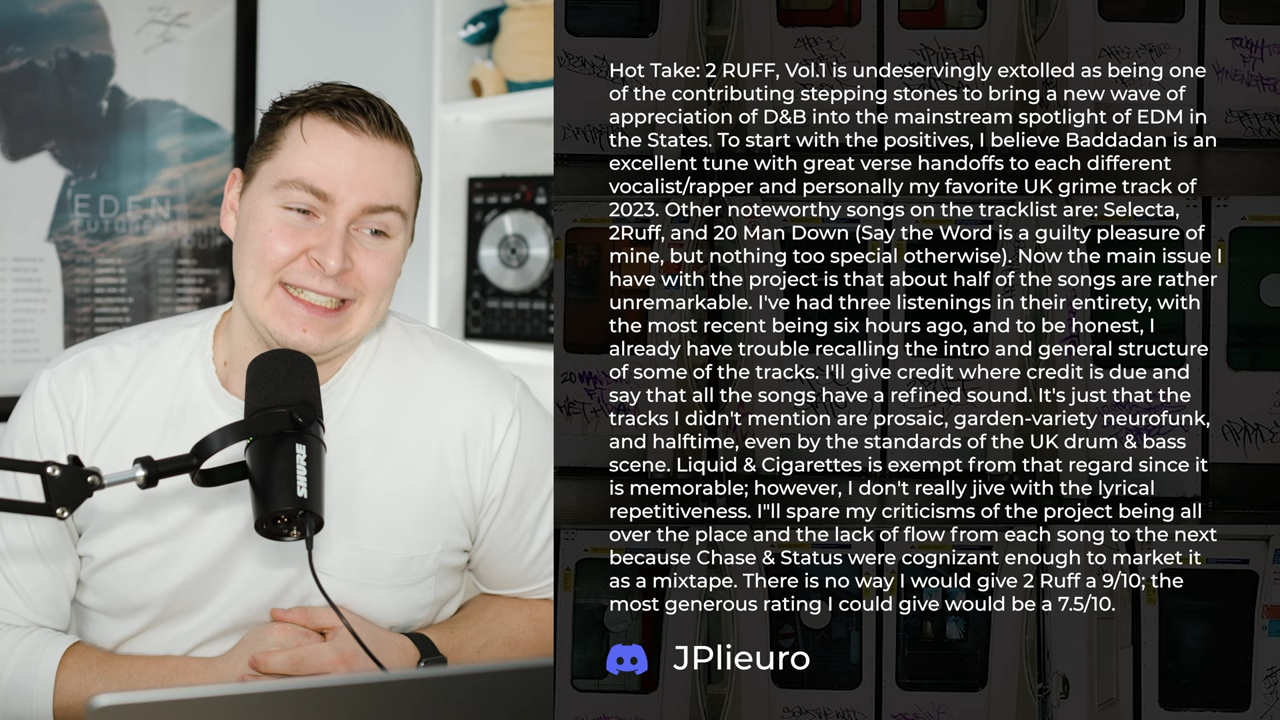 EDEN
SHURE
Hot Take: 2 RUFF, Vol.1 is undeservingly extolled as being one
of the contributing stepping stones to bring a new wave of
appreciation of D&B into the mainstream spotlight of EDM in
the States. To start with the positives, I believe Baddadan is an
excellent tune with great verse handoffs to each different
vocalist/rapper and personally my favorite UK grime track of
2023. Other noteworthy songs on the tracklist are: Selecta,
2Ruff, and 20 Man Down (Say the Word is a guilty pleasure of
mine, but nothing too special otherwise). Now the main issue I
have with the project is that about half of the songs are rather
unremarkable. I've had three listenings in their entirety, with
the most recent being six hours ago, and to be honest, I
already have trouble recalling the intro and general structure
of some of the tracks. I'll give credit where credit is due and
say that all the songs have a refined sound. It's just that the
tracks I didn't mention are prosaic, garden-variety neurofunk,
and halftime, even by the standards of the UK drum & bass
scene. Liquid & Cigarettes is exempt from that regard since it
is memorable; however, I don't really jive with the lyrical
repetitiveness. I"ll spare my criticisms of the project being all
over the place and the lack of flow from each song to the next
because Chase & Status were cognizant enough to market it
as a mixtape. There is no way I would give 2 Ruff a 9/10; the
most generous rating I could give would be a 7.5/10.
JPlieuro